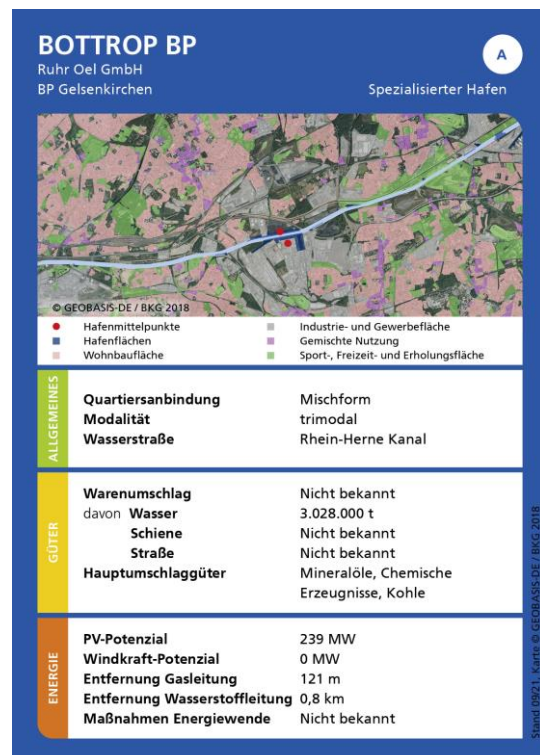 BOTTROP BP
Ruhr Oel GmbH
BP Gelsenkirchen
A
Spezialisierter Hafen
© GEOBASIS-DE / BKG 2018
Hafenmittelpunkte
Hafenflächen
Wohnbaufläche
Industrie- und Gewerbefläche
Gemischte Nutzung
Sport-, Freizeit- und Erholungsfläche
ALLGEMEINES
Quartiersanbindung Mischform
Modalität trimodal
Wasserstraße Rhein-Herne Kanal
GÜTER
Warenumschlag Nicht bekannt
davon Wasser 3.028.000 t
Schiene Nicht bekannt
Straße Nicht bekannt
Hauptumschlaggüter Mineralöle, Chemische
Erzeugnisse, Kohle
ENERGIE
PV-Potenzial 239 MW
Windkraft-Potenzial 0 MW
Entfernung Gasleitung 121 m
Entfernung Wasserstoffleitung 0,8 km
Maßnahmen Energiewende Nicht bekannt
Stand 09/21, Karte © GEOBASIS-DE / BKG 2018